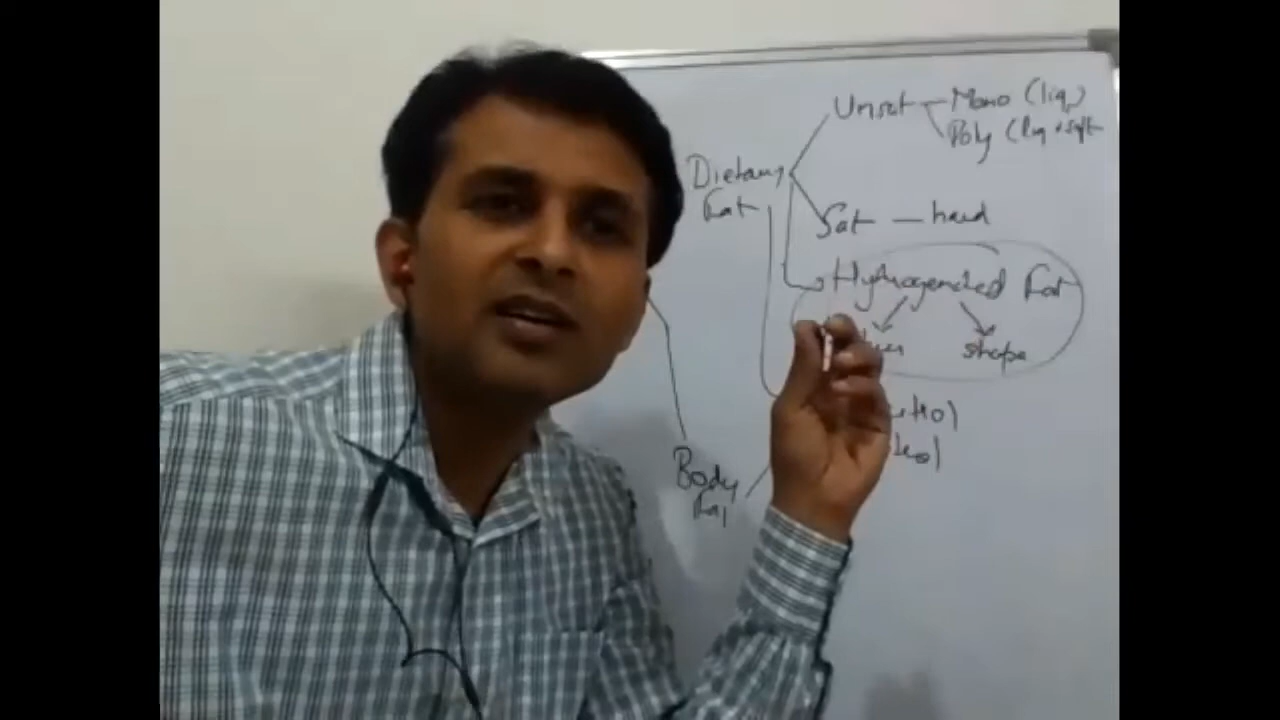 Unsat Mono (liq)
Poly (liq + soft
Dietary
Fat
Sat — hard
Hydrogenated Fat
shape
Body
Fat